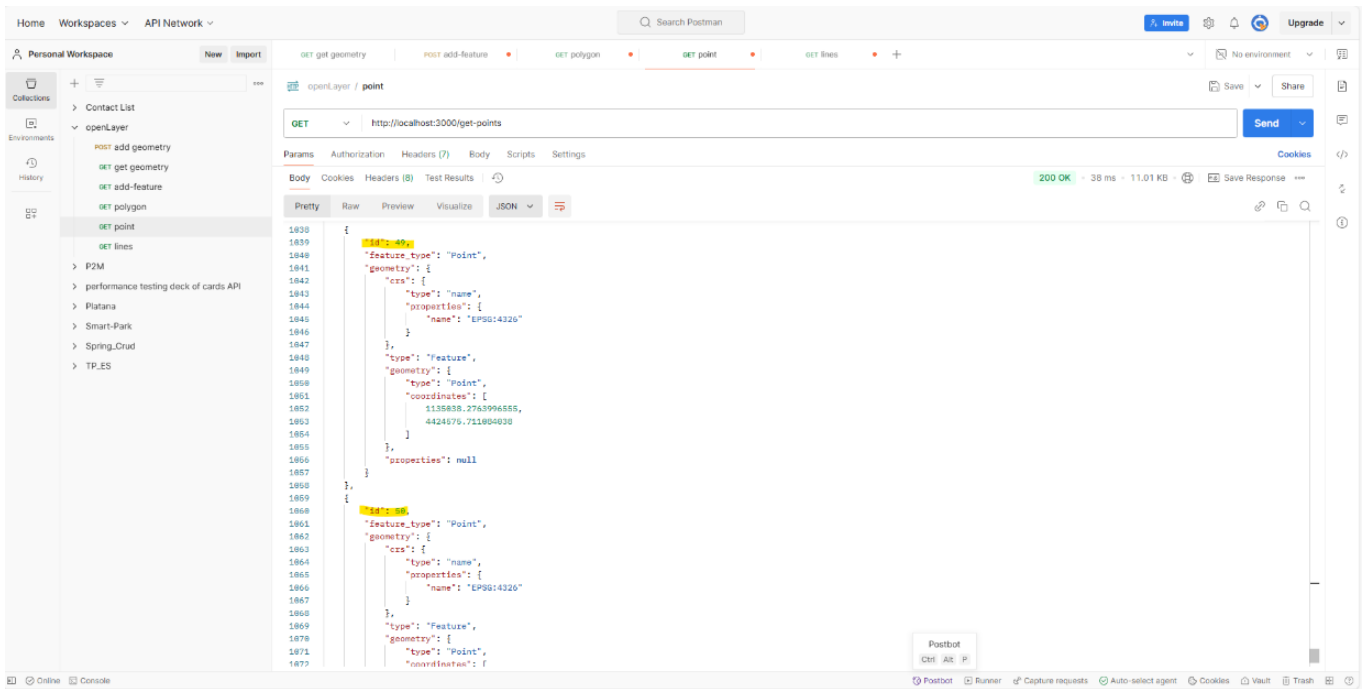 Home Workspaces API Network Search Postman Invite Upgrade
Personal Workspace New Import GET get geometry POST add-feature GET polygon GET point GET lines No environment
Collections
Environments
History
Contact List
openLayer
POST add geometry
GET get geometry
GET add-feature
GET polygon
GET point
GET lines
P2M
performance testing deck of cards API
Platana
Smart-Park
Spring_Crud
TP_ES
openLayer / point Save Share
GET http://localhost:3000/get-points Send
Params Authorization Headers (7) Body Scripts Settings Cookies
Body Cookies Headers (8) Test Results 200 OK 38 ms 11.01 KB Save Response
Pretty Raw Preview Visualize JSON
1038 {
1039 "id": 49,
1040 "feature_type": "Point",
1041 "geometry": {
1042 "crs": {
1043 "type": "name",
1044 "properties": {
1045 "name": "EPSG:4326"
1046 }
1047 },
1048 "type": "Feature",
1049 "geometry": {
1050 "type": "Point",
1051 "coordinates": [
1052 1135038.2763996555,
1053 4424575.711084038
1054 ]
1055 },
1056 "properties": null
1057 }
1058 },
1059 {
1060 "id": 50,
1061 "feature_type": "Point",
1062 "geometry": {
1063 "crs": {
1064 "type": "name",
1065 "properties": {
1066 "name": "EPSG:4326"
1067 }
1068 },
1069 "type": "Feature",
1070 "geometry": {
1071 "type": "Point",
1072 "coordinates": [
Postbot
Ctrl Alt P
Online Console Postbot Runner Capture requests Auto-select agent Cookies Vault Trash